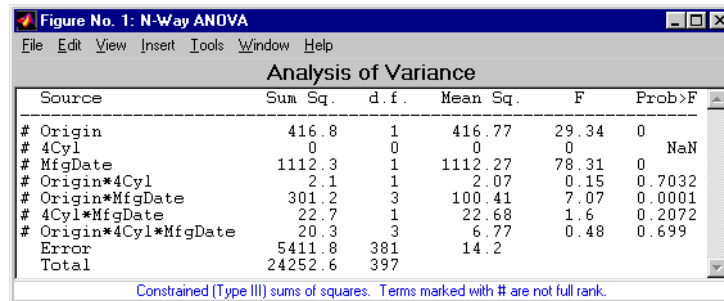 Figure No. 1: N-Way ANOVA
File Edit View Insert Tools Window Help
Analysis of Variance
Source Sum Sq. d.f. Mean Sq. F Prob>F
# Origin 416.8 1 416.77 29.34 0
# 4Cyl 0 0 0 0 NaN
# MfgDate 1112.3 1 1112.27 78.31 0
# Origin*4Cyl 2.1 1 2.07 0.15 0.7032
# Origin*MfgDate 301.2 3 100.41 7.07 0.0001
# 4Cyl*MfgDate 22.7 1 22.68 1.6 0.2072
# Origin*4Cyl*MfgDate 20.3 3 6.77 0.48 0.699
Error 5411.8 381 14.2
Total 24252.6 397
Constrained (Type III) sums of squares. Terms marked with # are not full rank.